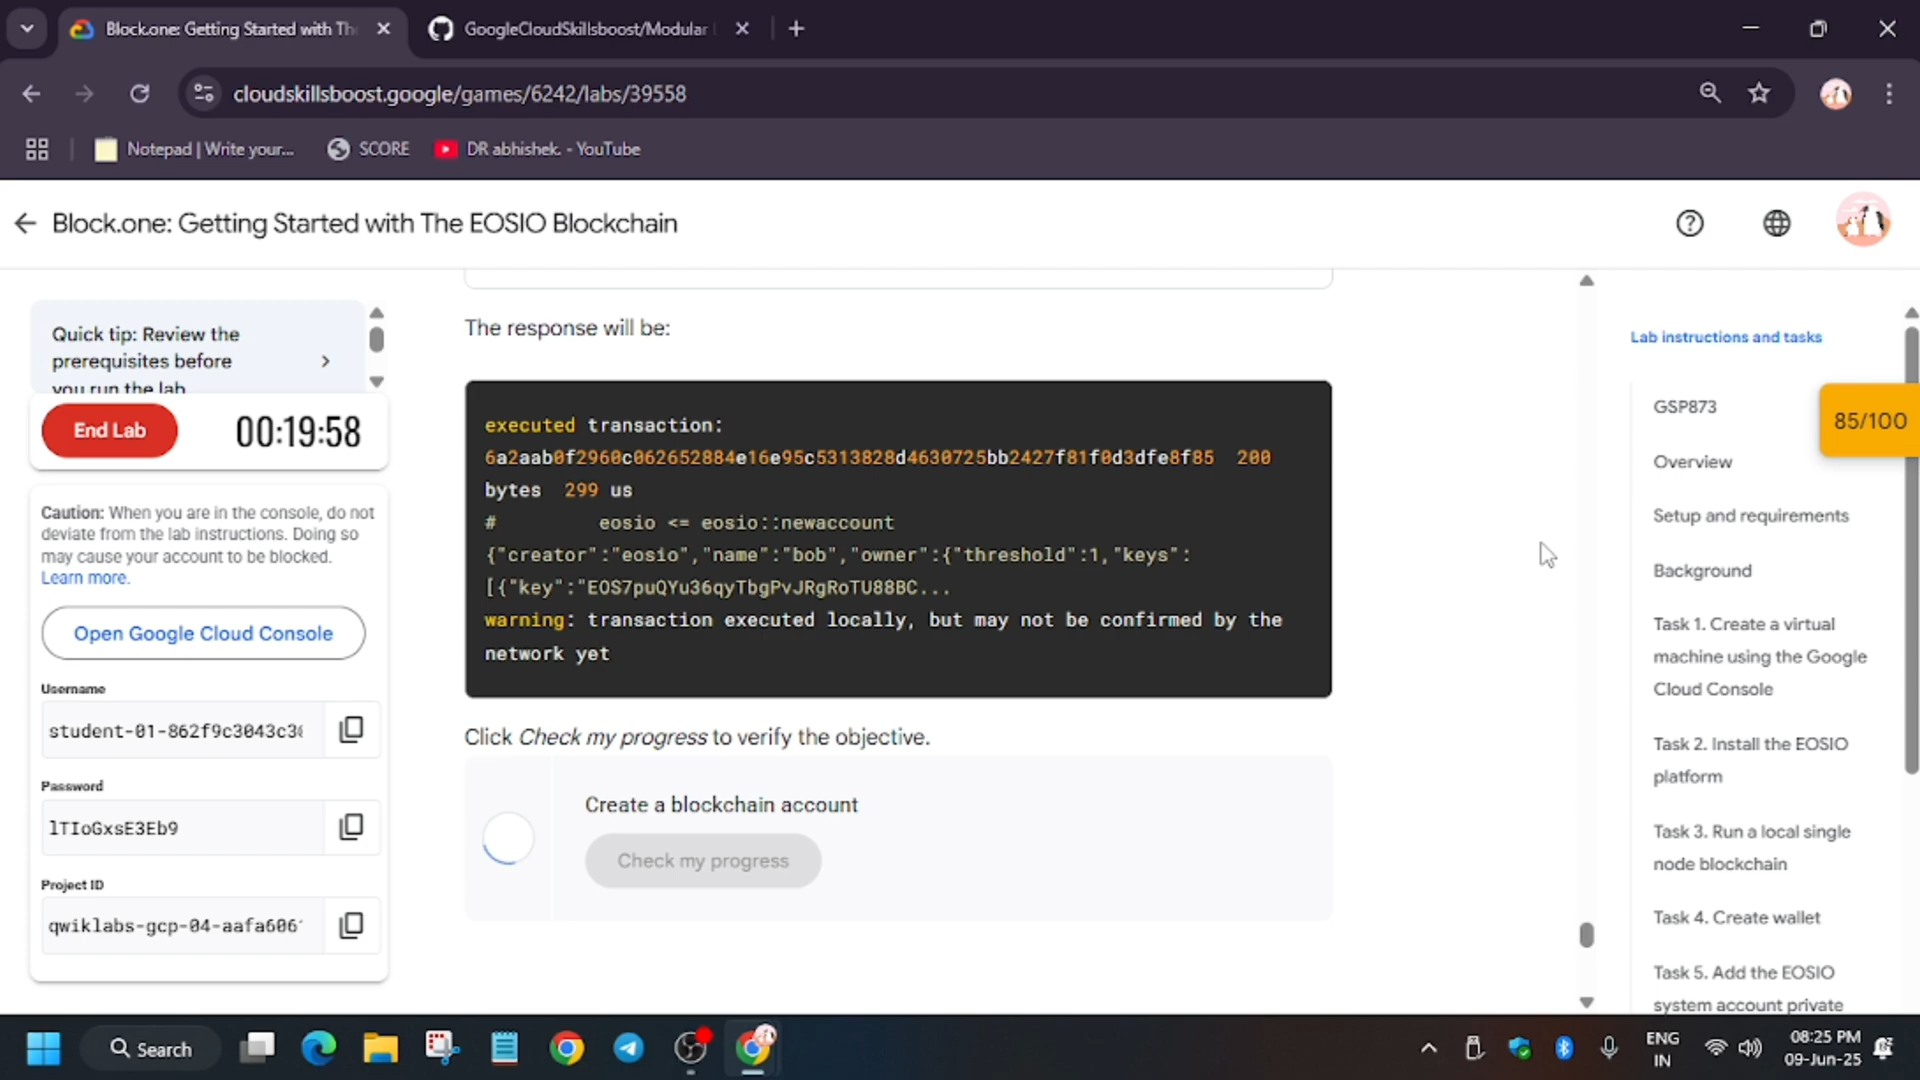 Block.one: Getting Started with Th
GoogleCloudSkillsboost/Modular
cloudskillsboost.google/games/6242/labs/39558
Notepad | Write your...
SCORE
DR abhishek. - YouTube
Block.one: Getting Started with The EOSIO Blockchain
Quick tip: Review the
prerequisites before
you run the lab
End Lab
00:19:58
Caution: When you are in the console, do not
deviate from the lab instructions. Doing so
may cause your account to be blocked.
Learn more.
Open Google Cloud Console
Username
student-01-862f9c3043c3
Password
lTIoGxsE3Eb9
Project ID
qwiklabs-gcp-04-aafa606
The response will be:
executed transaction:
6a2aab0f2960c062652884e16e95c5313828d4630725bb2427f81f0d3dfe8f85 200
bytes 299 us
# eosio <= eosio::newaccount
{"creator":"eosio","name":"bob","owner":{"threshold":1,"keys":
[{"key":"EOS7puQYu36qyTbgPvJRgRoTU88BC...
warning: transaction executed locally, but may not be confirmed by the
network yet
Click Check my progress to verify the objective.
Create a blockchain account
Check my progress
Lab instructions and tasks
GSP873
85/100
Overview
Setup and requirements
Background
Task 1. Create a virtual
machine using the Google
Cloud Console
Task 2. Install the EOSIO
platform
Task 3. Run a local single
node blockchain
Task 4. Create wallet
Task 5. Add the EOSIO
system account private
Search
ENG
IN
08:25 PM
09-Jun-25